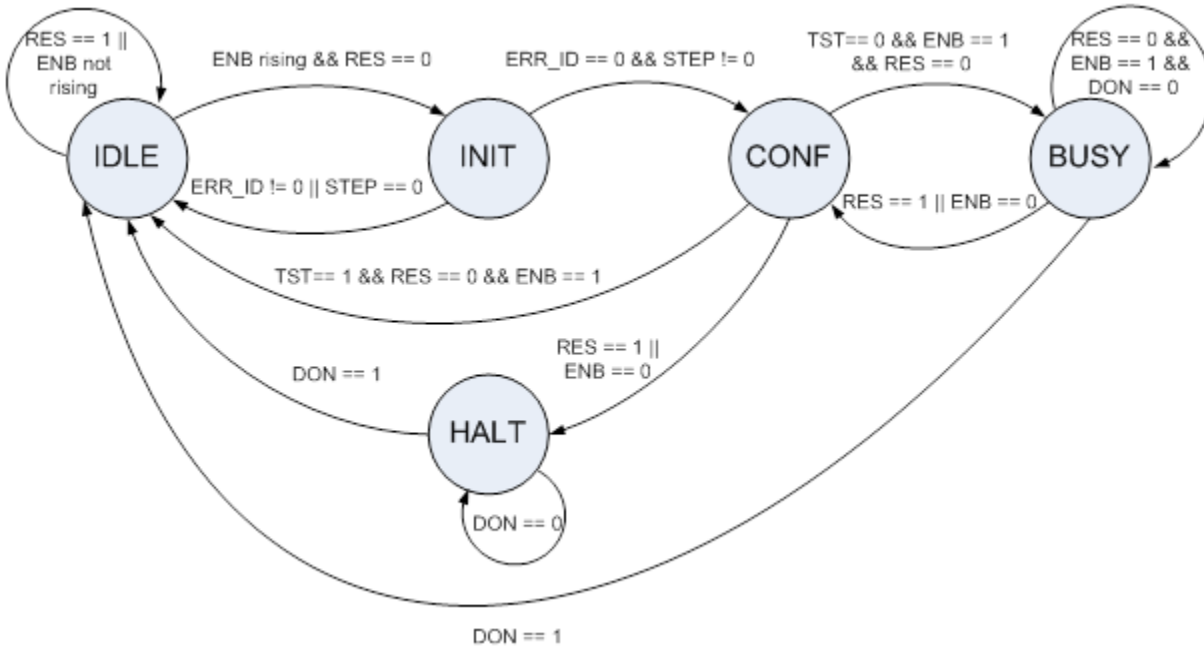 RES == 1 ||
ENB not
rising
ENB rising && RES == 0
ERR_ID == 0 && STEP != 0
TST== 0 && ENB == 1
&& RES == 0
RES == 0 &&
ENB == 1 &&
DON == 0
IDLE
INIT
CONF
BUSY
ERR_ID != 0 || STEP == 0
RES == 1 || ENB == 0
TST== 1 && RES == 0 && ENB == 1
RES == 1 ||
ENB == 0
DON == 1
HALT
DON == 0
DON == 1